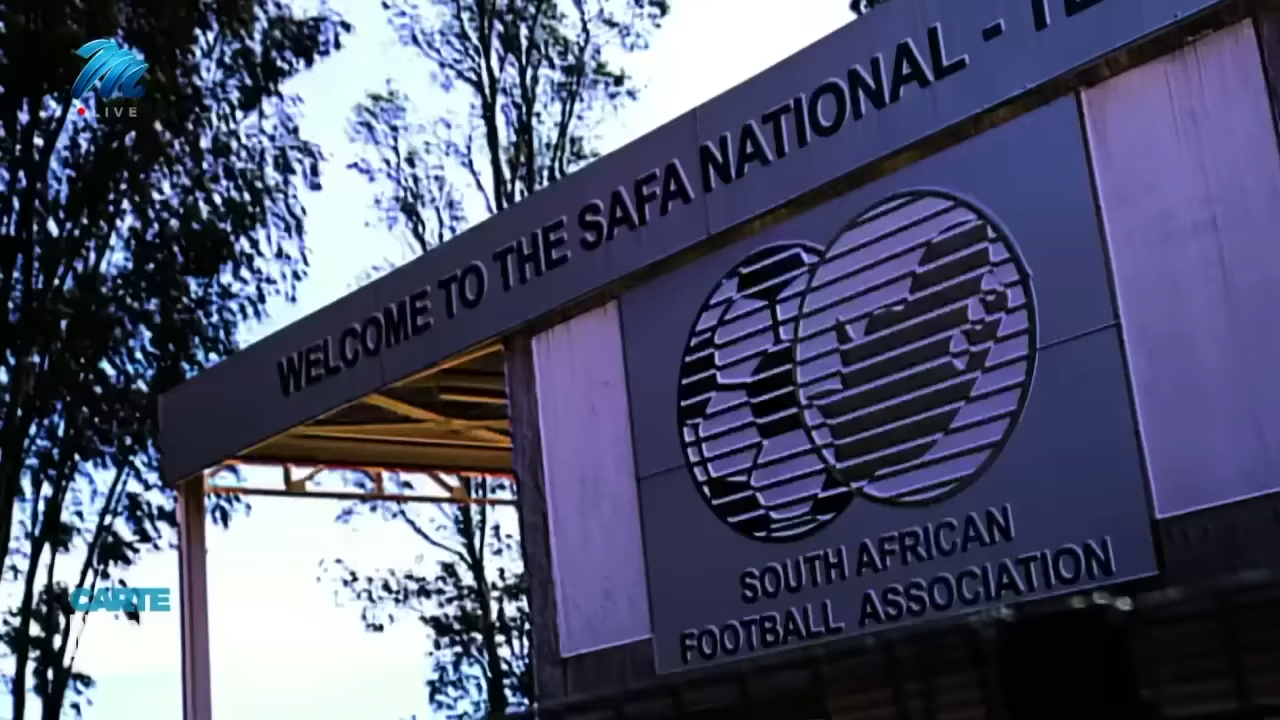 LIVE
WELCOME TO THE SAFA NATIONAL -
SOUTH AFRICAN
FOOTBALL ASSOCIATION
CARTE